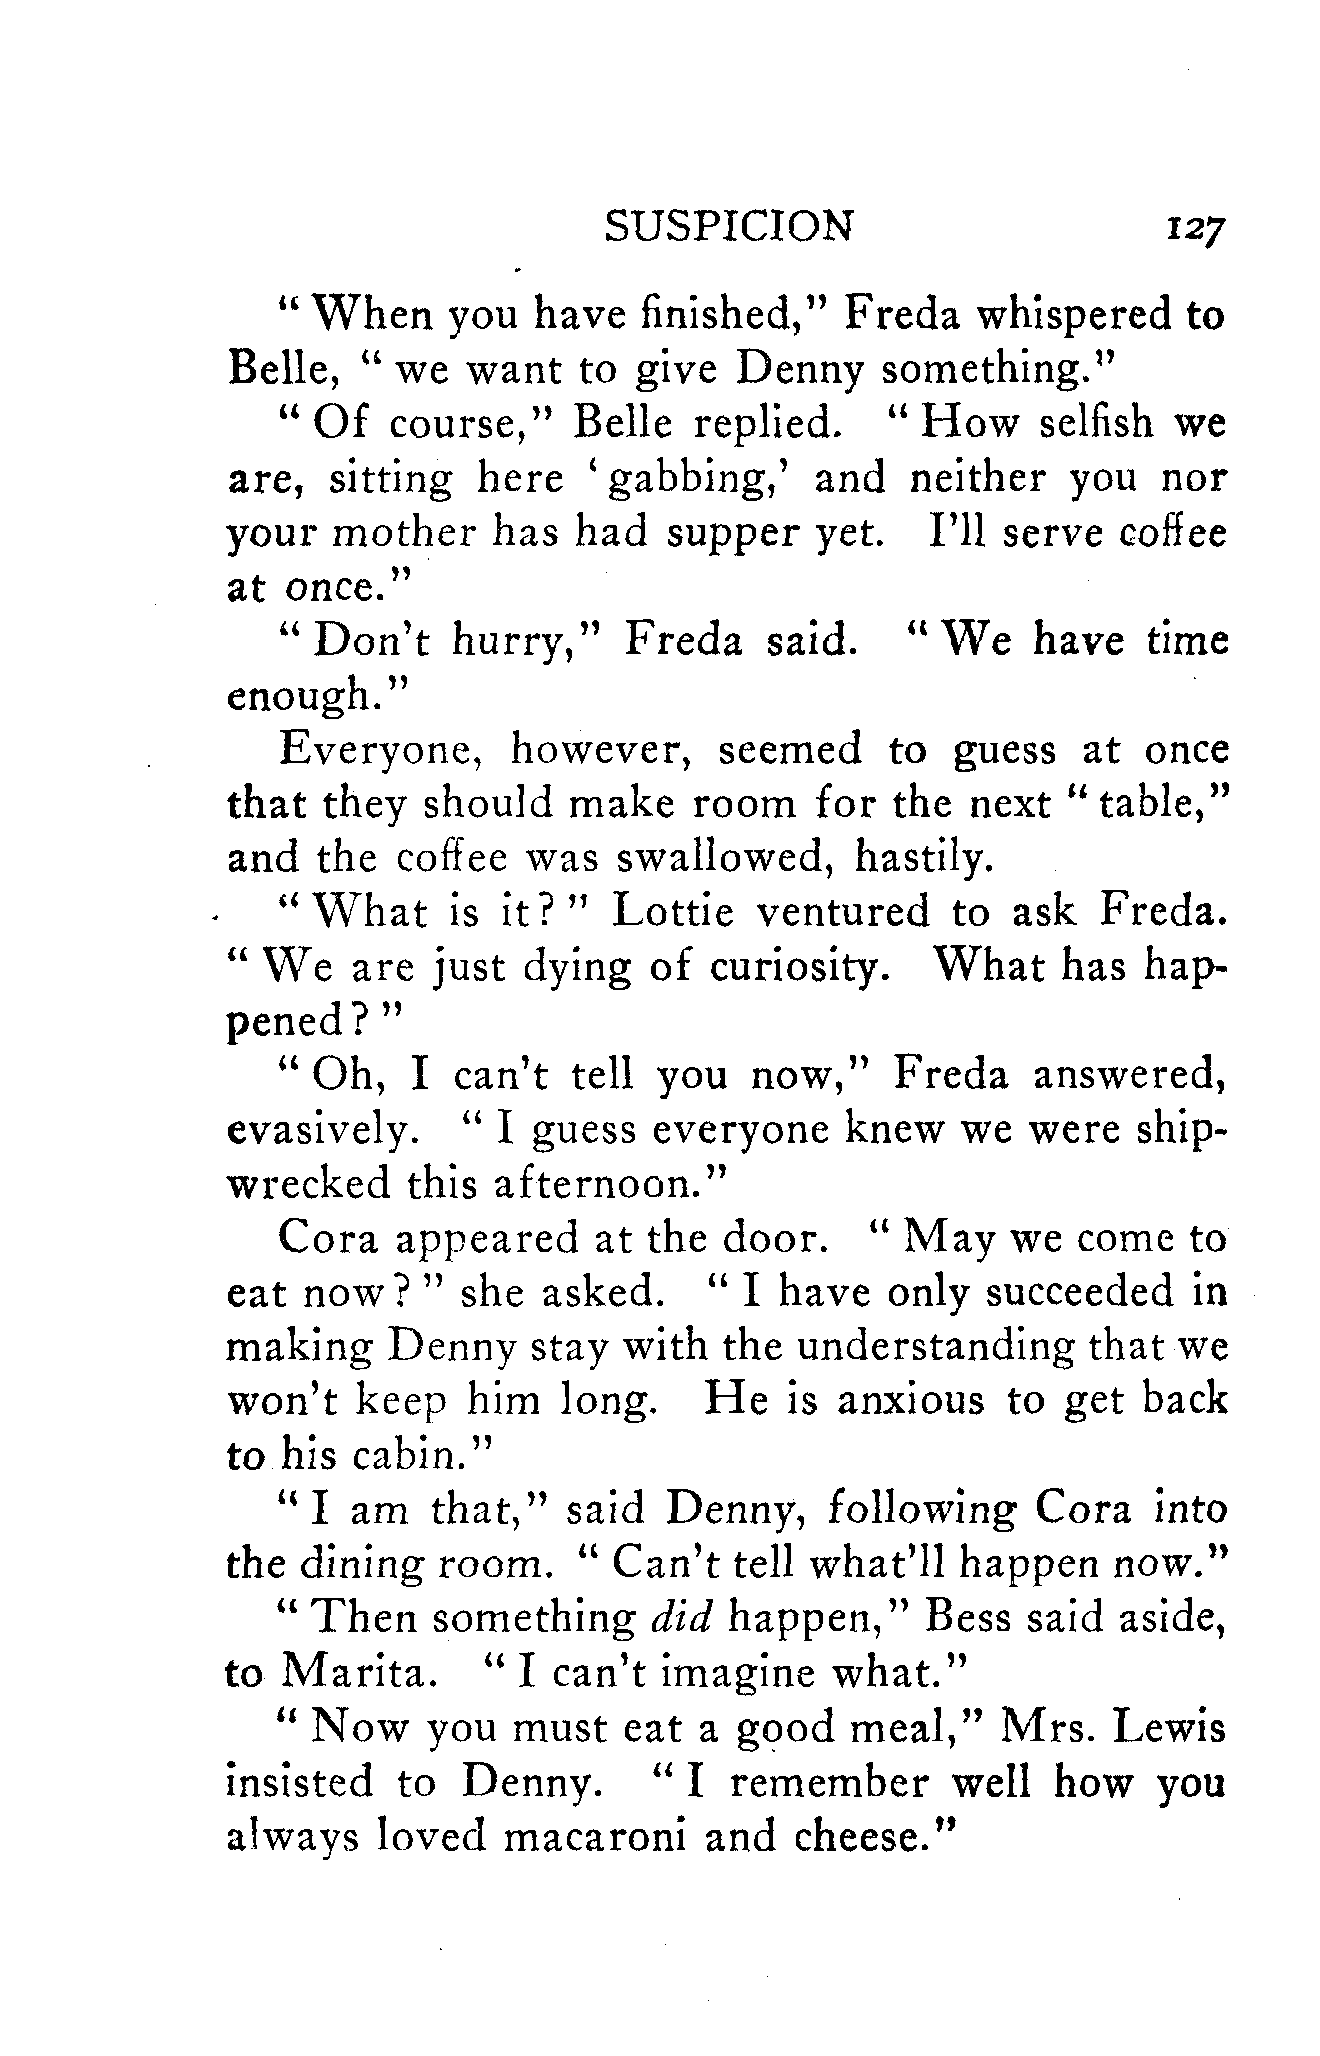 SUSPICION 127
" When you have finished," Freda whispered to
Belle, " we want to give Denny something."
" Of course," Belle replied. " How selfish we
are, sitting here ' gabbing,' and neither you nor
your mother has had supper yet. I'll serve coffee
at once."
" Don't hurry," Freda said. " We have time
enough."
Everyone, however, seemed to guess at once
that they should make room for the next " table,"
and the coffee was swallowed, hastily.
" What is it? " Lottie ventured to ask Freda.
" We are just dying of curiosity. What has hap-
pened? "
" Oh, I can't tell you now," Freda answered,
evasively. " I guess everyone knew we were ship-
wrecked this afternoon."
Cora appeared at the door. " May we come to
eat now? " she asked. " I have only succeeded in
making Denny stay with the understanding that we
won't keep him long. He is anxious to get back
to his cabin."
" I am that," said Denny, following Cora into
the dining room. " Can't tell what'll happen now."
" Then something did happen," Bess said aside,
to Marita. " I can't imagine what."
" Now you must eat a good meal," Mrs. Lewis
insisted to Denny. " I remember well how you
always loved macaroni and cheese."